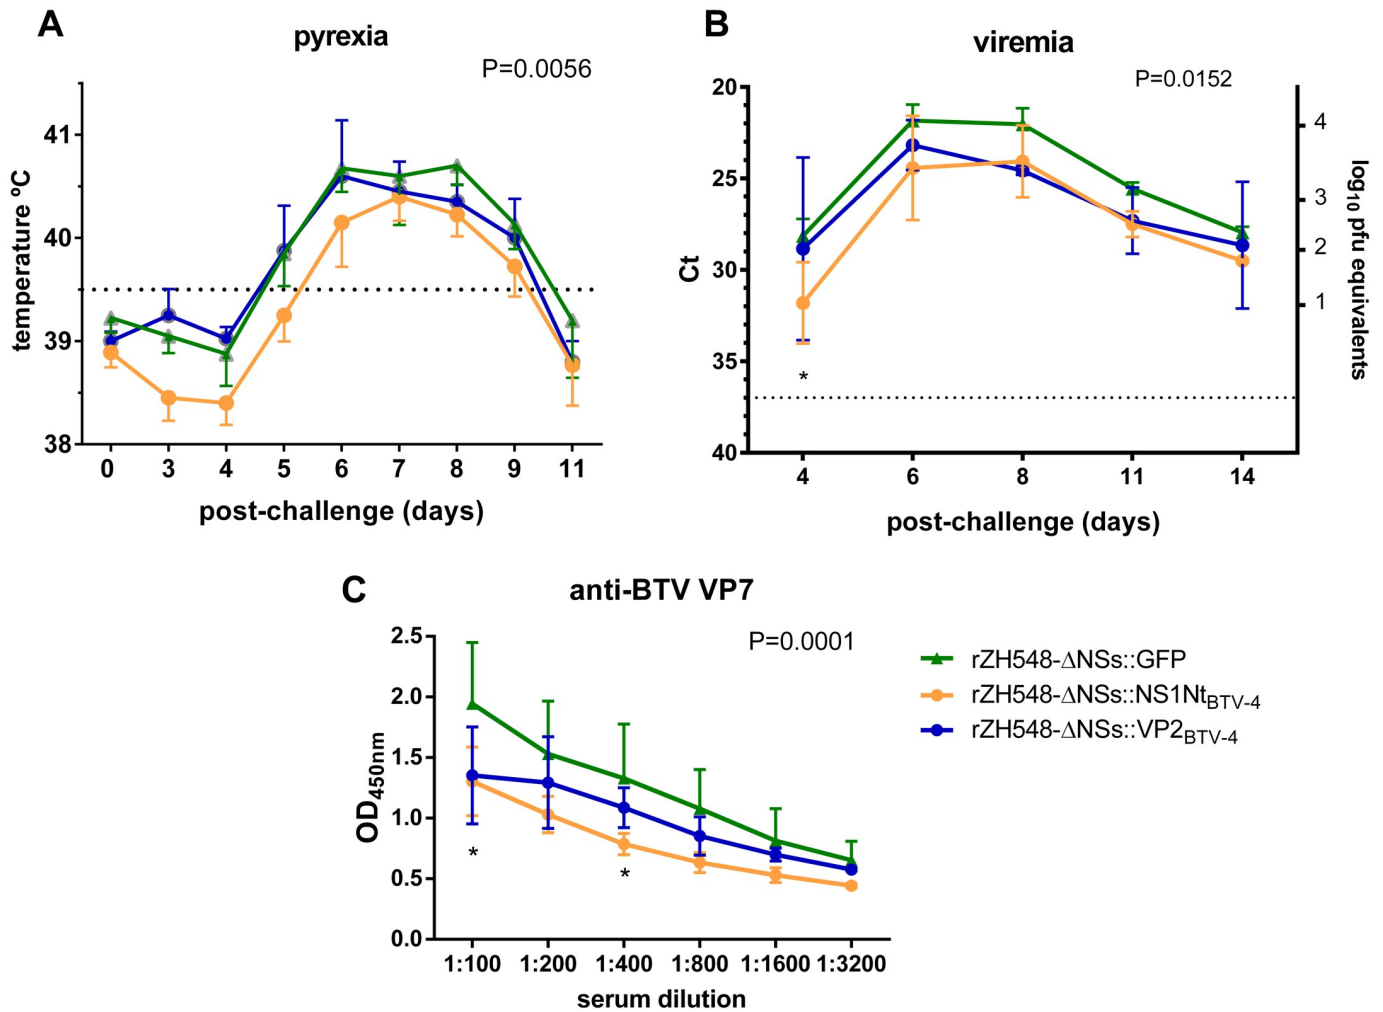 A
pyrexia
P=0.0056
temperature ºC
41
40
39
38
0 3 4 5 6 7 8 9 11
post-challenge (days)
B
viremia
P=0.0152
Ct
20
25
30
35
40
4
3
2
1
log10 pfu equivalents
*
4 6 8 11 14
post-challenge (days)
C
anti-BTV VP7
P=0.0001
OD450nm
2.5
2.0
1.5
1.0
0.5
0.0
*
*
1:100 1:200 1:400 1:800 1:1600 1:3200
serum dilution
rZH548-ΔNSs::GFP
rZH548-ΔNSs::NS1NtBTV-4
rZH548-ΔNSs::VP2BTV-4